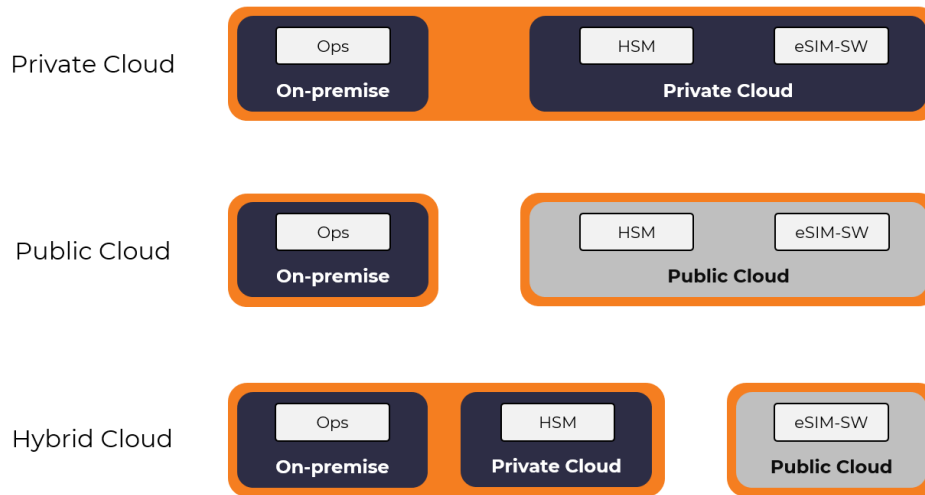 Private Cloud
Ops
HSM
eSIM-SW
On-premise
Private Cloud
Public Cloud
Ops
HSM
eSIM-SW
On-premise
Public Cloud
Hybrid Cloud
Ops
HSM
eSIM-SW
On-premise
Private Cloud
Public Cloud